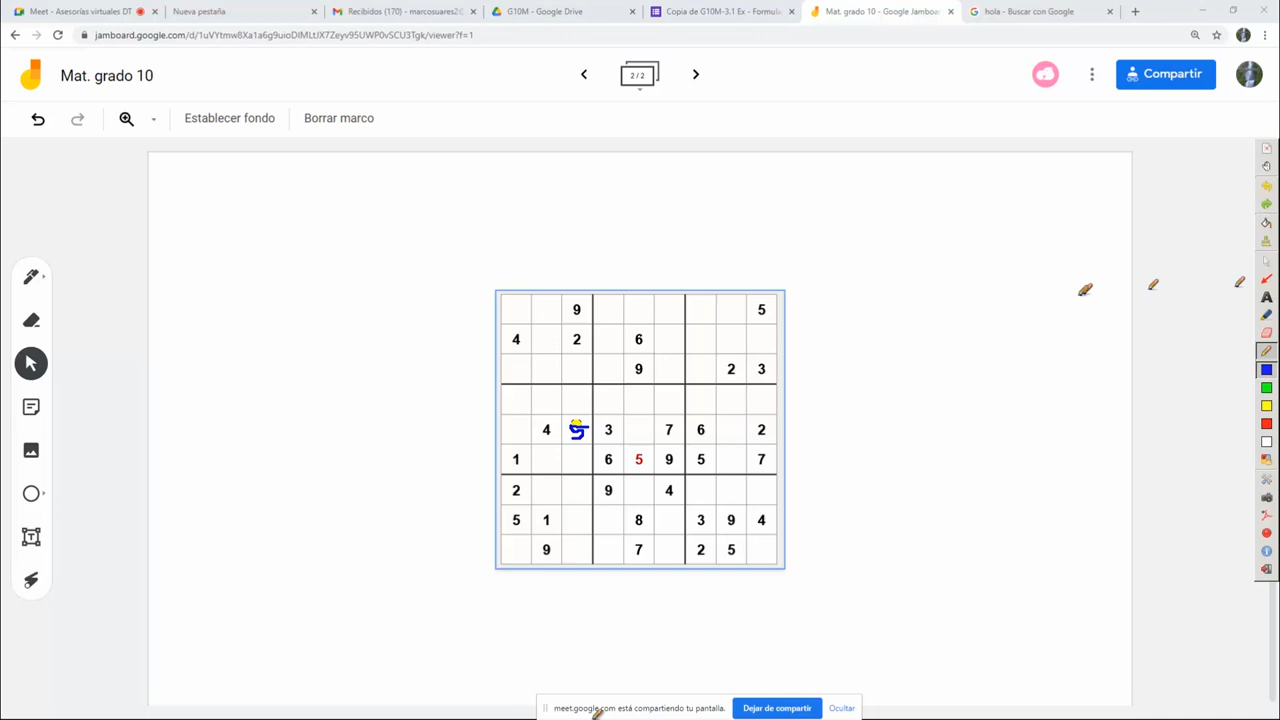 Meet - Asesorías virtuales DT
Nueva pestaña
Recibidos (170) - marcosuares2
G10M - Google Drive
Copia de G10M-3.1 Ex - Formula
Mat. grado 10 - Google Jamboa
hola - Buscar con Google
jamboard.google.com/d/1uVYtmw8Xa1a6g9uioDIMLtJX7Zeyv95UWP0vSCU3Tgk/viewer?f=1
Mat. grado 10
2 / 2
Compartir
Establecer fondo
Borrar marco
9 5
4 2 6
9 2 3
4 5 3 7 6 2
1 6 5 9 5 7
2 9 4
5 1 8 3 9 4
9 7 2 5
meet.google.com está compartiendo tu pantalla.
Dejar de compartir
Ocultar